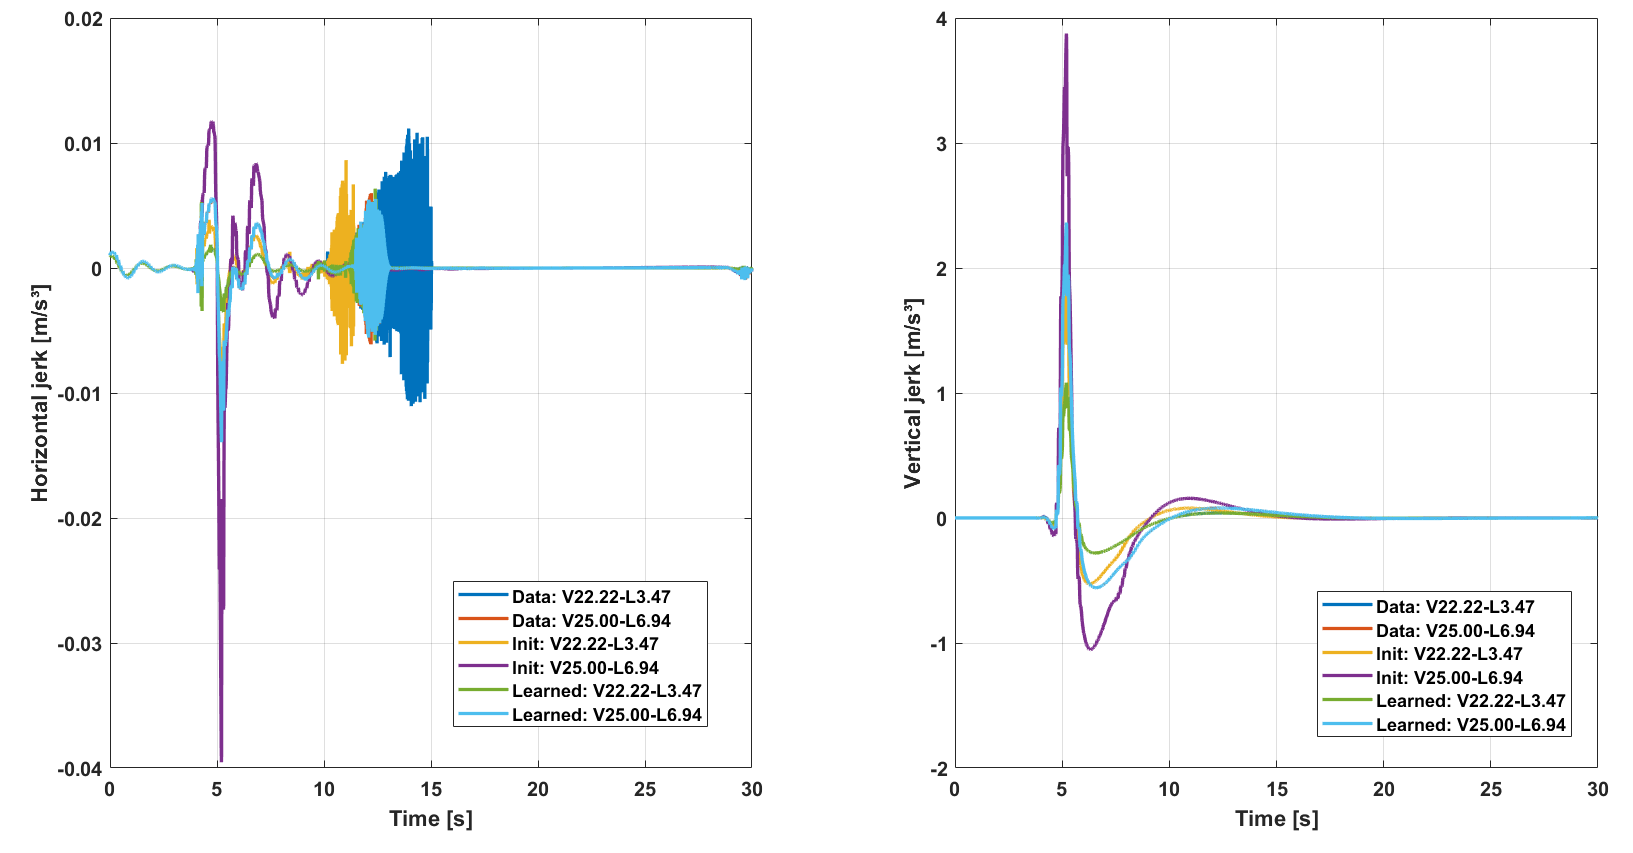 0.02
0.01
0
-0.01
-0.02
-0.03
-0.04
Horizontal jerk [m/s³]
0
5
10
15
20
25
30
Time [s]
Data: V22.22-L3.47
Data: V25.00-L6.94
Init: V22.22-L3.47
Init: V25.00-L6.94
Learned: V22.22-L3.47
Learned: V25.00-L6.94
4
3
2
1
0
-1
-2
Vertical jerk [m/s³]
0
5
10
15
20
25
30
Time [s]
Data: V22.22-L3.47
Data: V25.00-L6.94
Init: V22.22-L3.47
Init: V25.00-L6.94
Learned: V22.22-L3.47
Learned: V25.00-L6.94